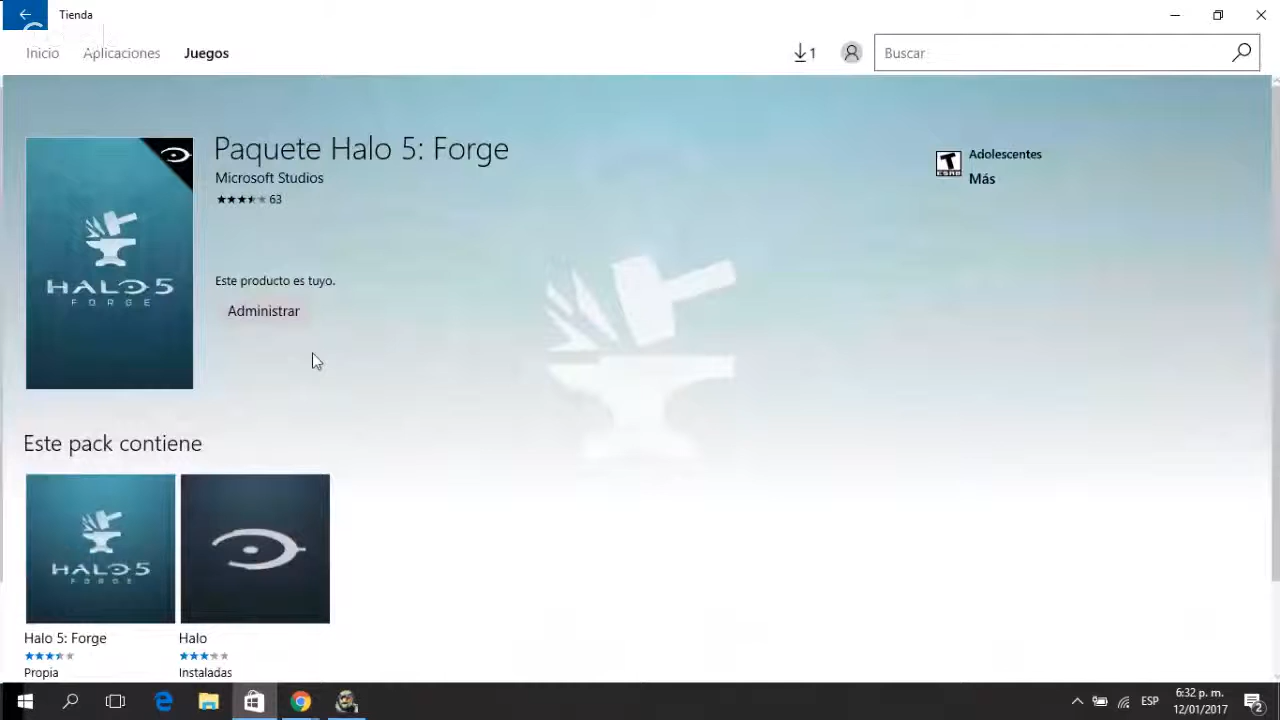 Tienda
Inicio Aplicaciones Juegos
1
Buscar
Paquete Halo 5: Forge
Microsoft Studios
63
Adolescentes
Más
T
HALO 5
FORGE
Este producto es tuyo.
Administrar
Este pack contiene
HALO 5
FORGE
Halo 5: Forge
Propia
Halo
Instaladas
ESP
6:32 p. m.
12/01/2017
2